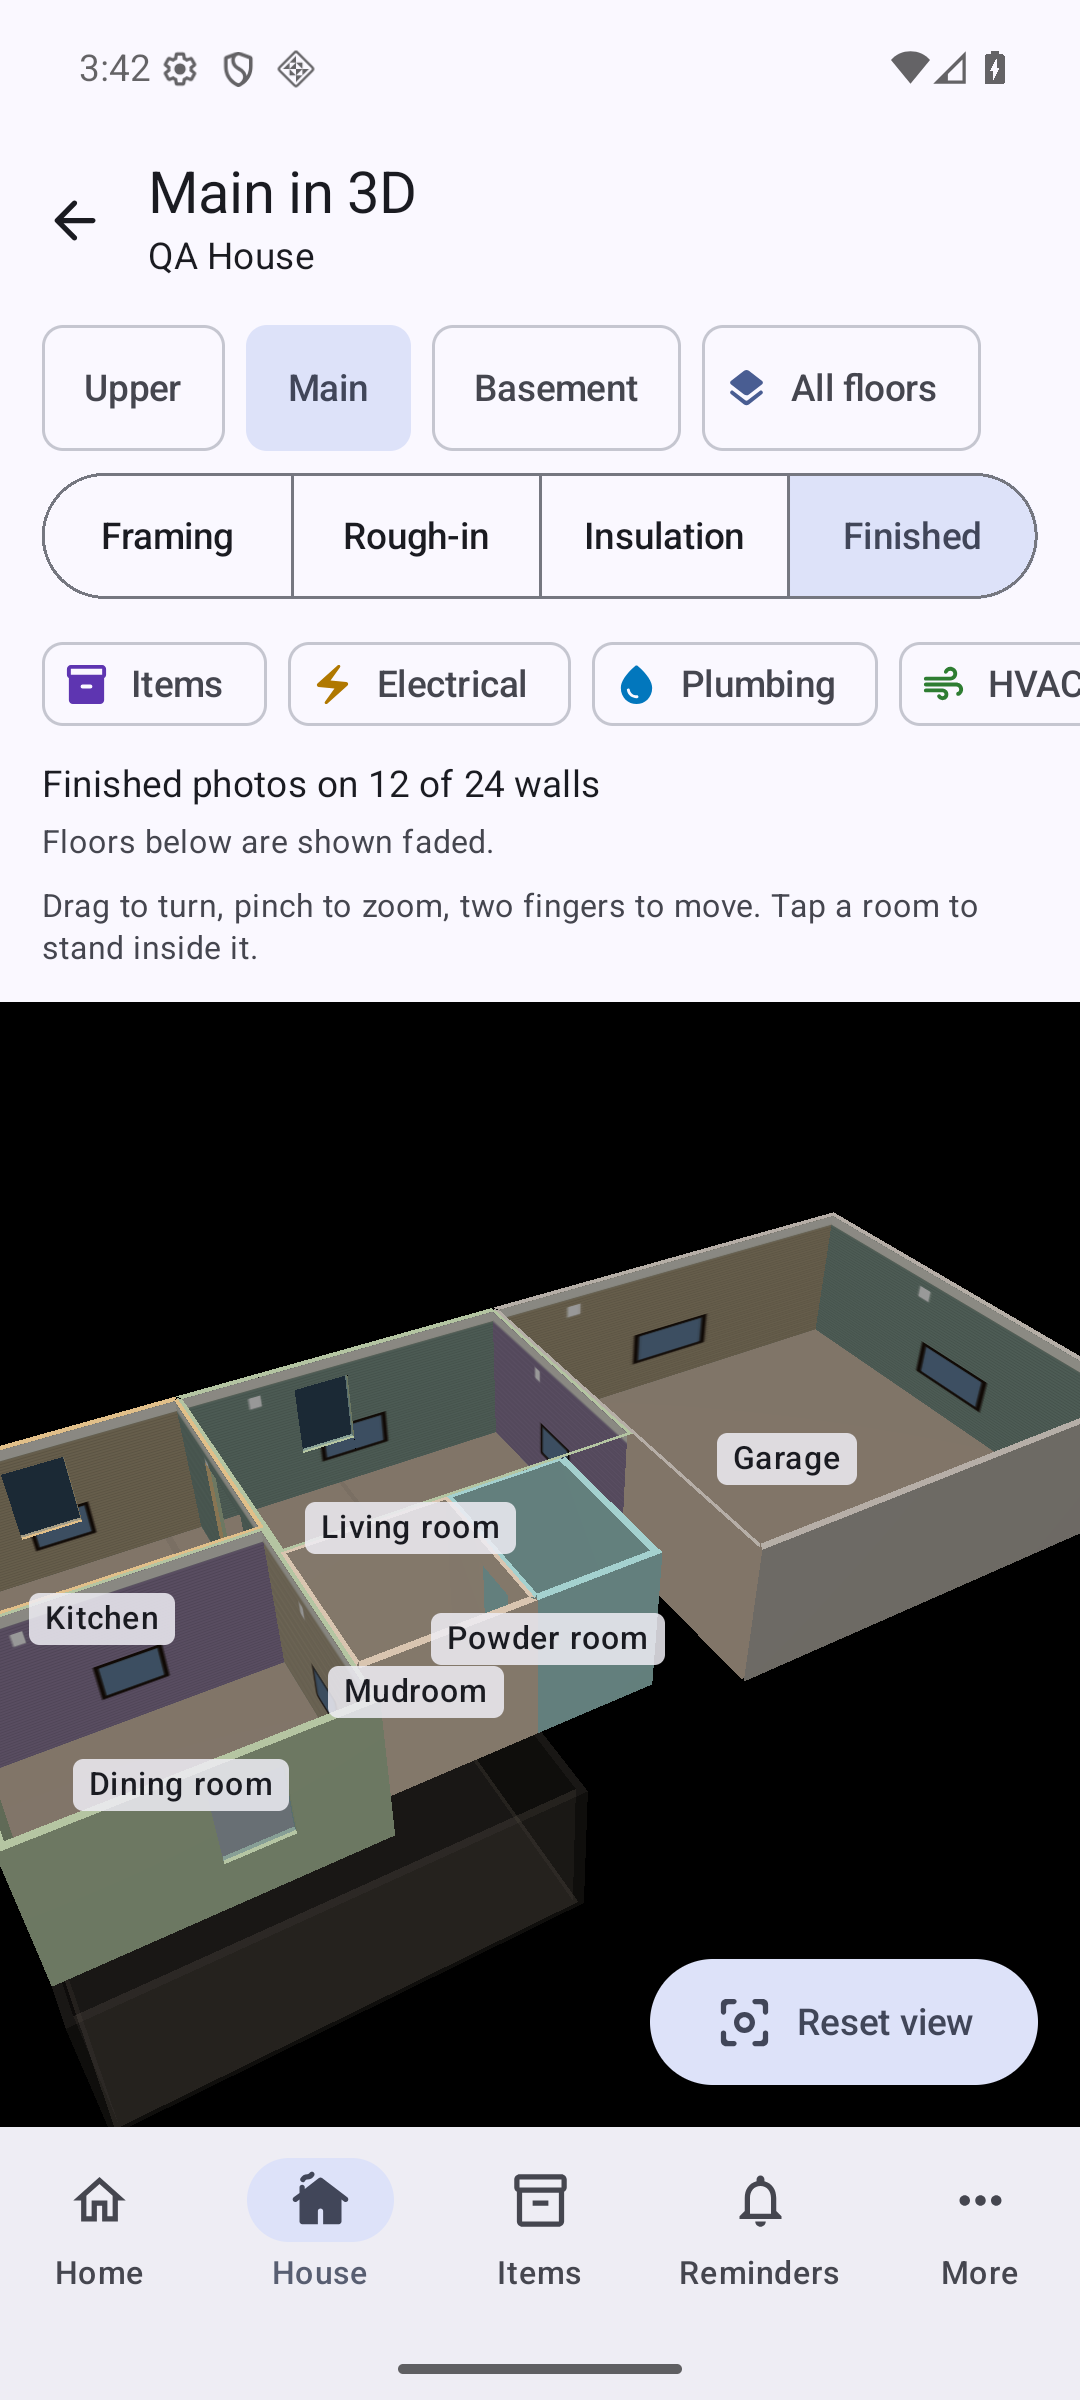 3:42
Main in 3D
QA House
Upper
Main
Basement
All floors
Framing
Rough-in
Insulation
Finished
Items
Electrical
Plumbing
HVAC
Finished photos on 12 of 24 walls
Floors below are shown faded.
Drag to turn, pinch to zoom, two fingers to move. Tap a room to
stand inside it.
Garage
Living room
Kitchen
Powder room
Mudroom
Dining room
Reset view
Home
House
Items
Reminders
More